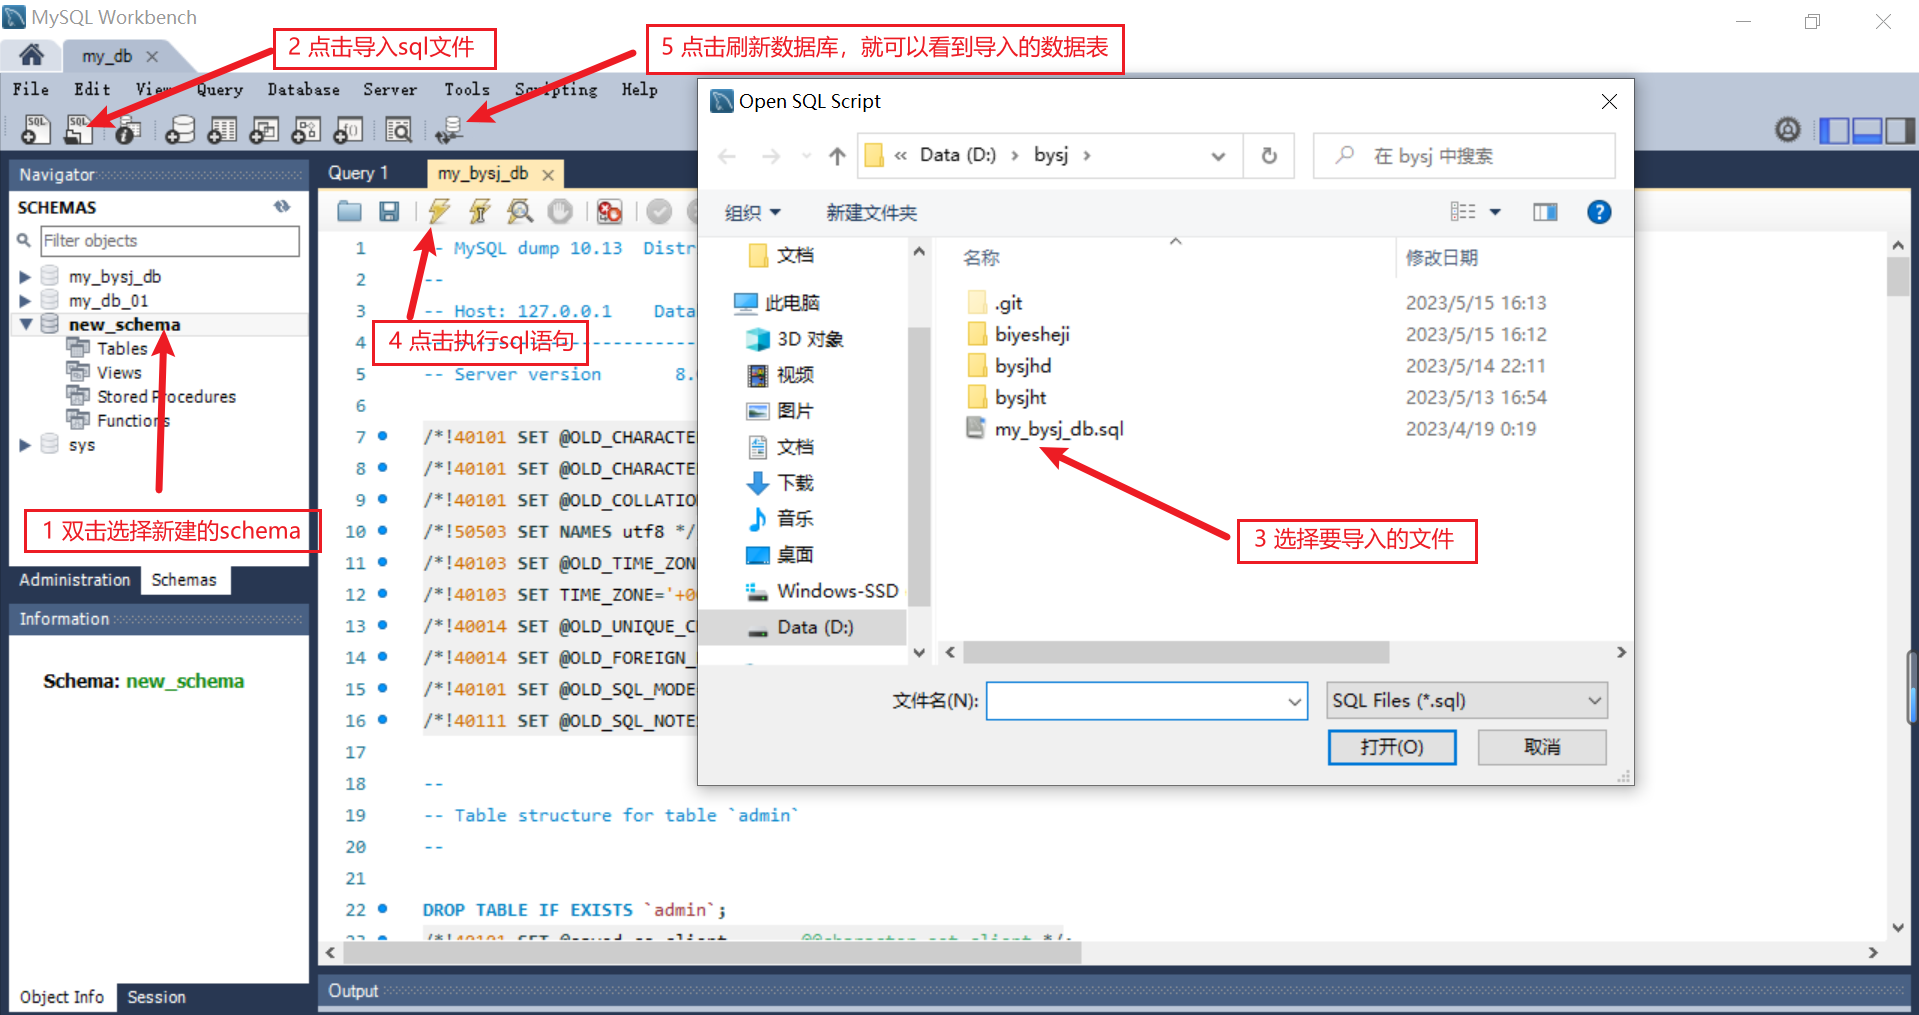 MySQL Workbench
my_db
2 点击导入sql文件
5 点击刷新数据库，就可以看到导入的数据表
File Edit View Query Database Server Tools Scripting Help
Navigator
SCHEMAS
Filter objects
my_bysj_db
my_db_01
new_schema
Tables
Views
Stored Procedures
Functions
sys
1 双击选择新建的schema
Administration Schemas
Information
Schema: new_schema
Object Info Session
Query 1 my_bysj_db
4 点击执行sql语句
1 -- MySQL dump 10.13 Distr
2 --
3 -- Host: 127.0.0.1 Data
4
5 -- Server version 8.
6
7 /*!40101 SET @OLD_CHARACTE
8 /*!40101 SET @OLD_CHARACTE
9 /*!40101 SET @OLD_COLLATIO
10 /*!50503 SET NAMES utf8 */
11 /*!40103 SET @OLD_TIME_ZON
12 /*!40103 SET TIME_ZONE='+0
13 /*!40014 SET @OLD_UNIQUE_C
14 /*!40014 SET @OLD_FOREIGN_
15 /*!40101 SET @OLD_SQL_MODE
16 /*!40111 SET @OLD_SQL_NOTE
17
18 --
19 -- Table structure for table `admin`
20 --
21
22 DROP TABLE IF EXISTS `admin`;
Output
Open SQL Script
« Data (D:) › bysj ›
在 bysj 中搜索
组织
新建文件夹
文档
此电脑
3D 对象
视频
图片
文档
下载
音乐
桌面
Windows-SSD
Data (D:)
名称 修改日期
.git 2023/5/15 16:13
biyesheji 2023/5/15 16:12
bysjhd 2023/5/14 22:11
bysjht 2023/5/13 16:54
my_bysj_db.sql 2023/4/19 0:19
3 选择要导入的文件
文件名(N):
SQL Files (*.sql)
打开(O) 取消